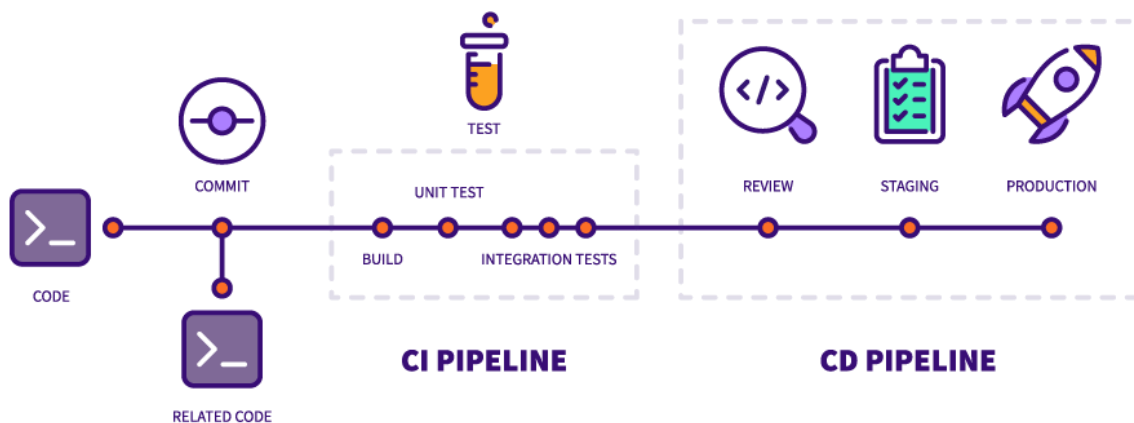 TEST
COMMIT
UNIT TEST
REVIEW
STAGING
PRODUCTION
BUILD
INTEGRATION TESTS
CODE
CI PIPELINE
CD PIPELINE
RELATED CODE